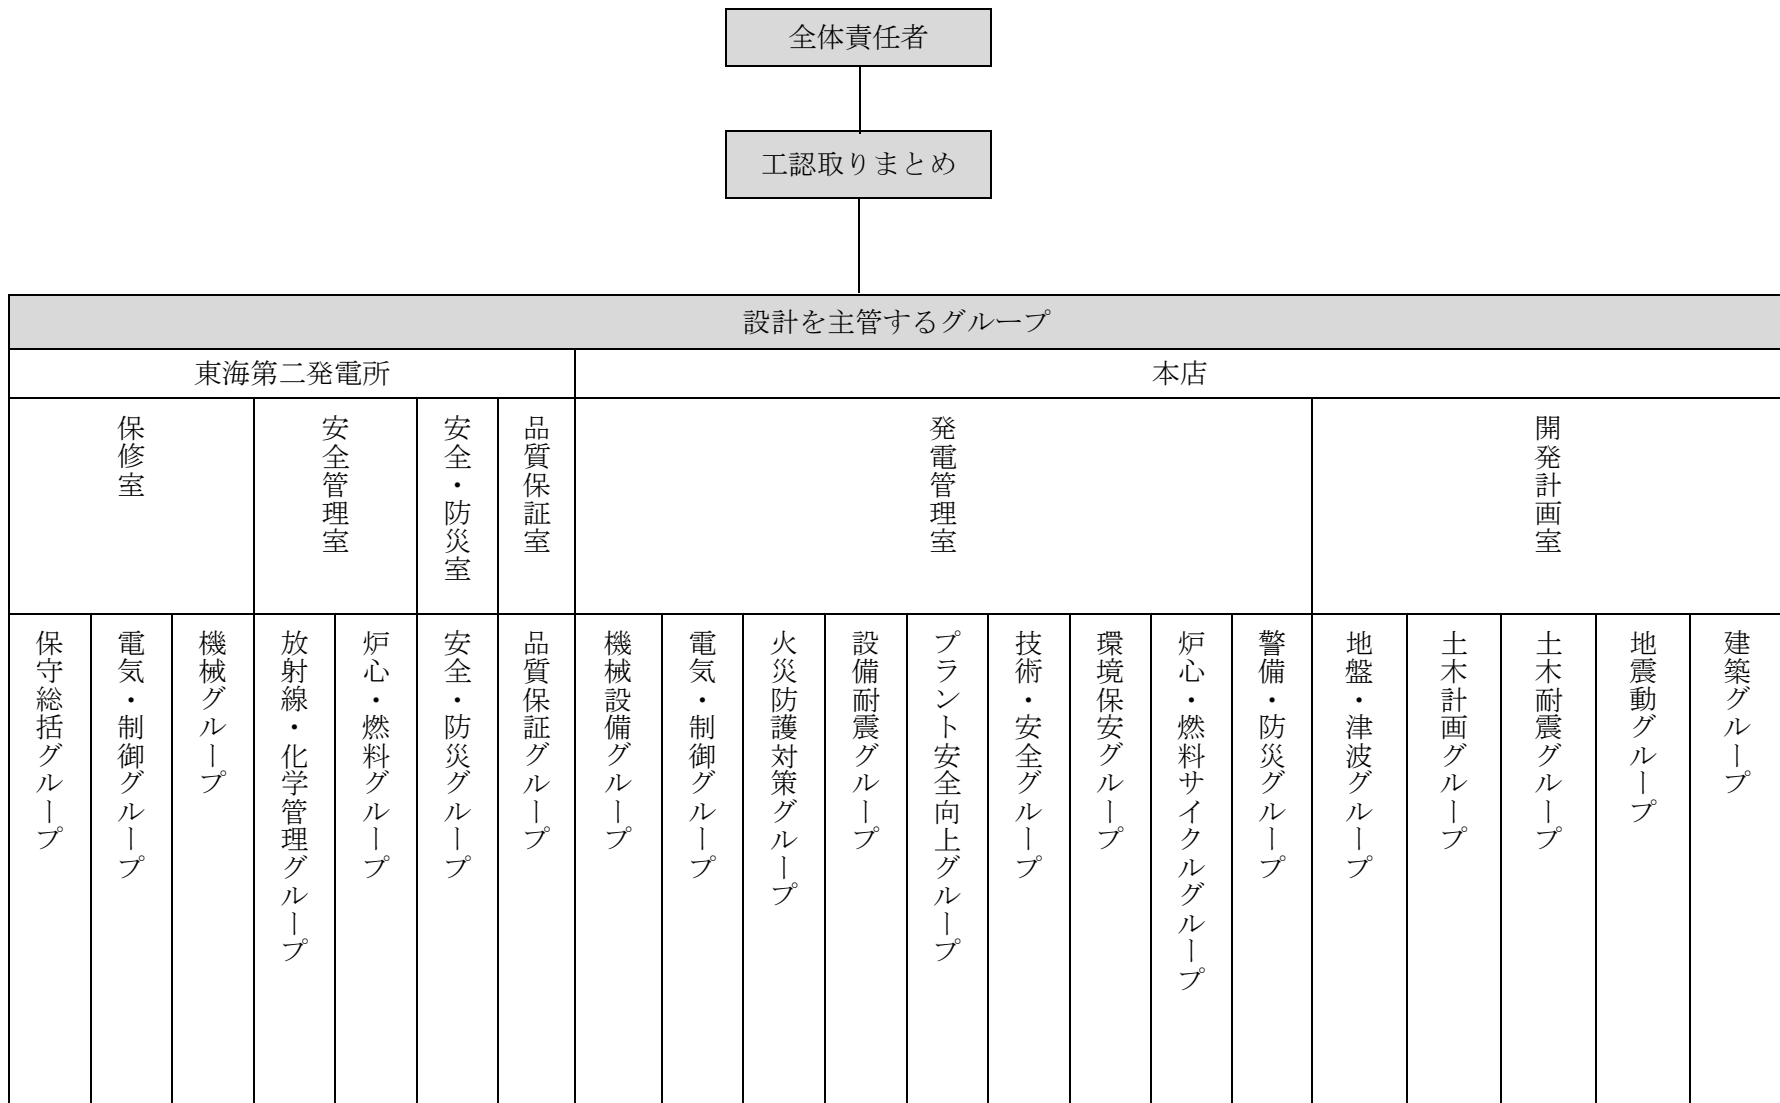 全体責任者
工認取りまとめ
設計を主管するグループ
東海第二発電所
本店
保修室
安全管理室
安全・防災室
品質保証室
発電管理室
開発計画室
保守総括グループ
電気・制御グループ
機械グループ
放射線・化学管理グループ
炉心・燃料グループ
安全・防災グループ
品質保証グループ
機械設備グループ
電気・制御グループ
火災防護対策グループ
設備耐震グループ
プラント安全向上グループ
技術・安全グループ
環境保安グループ
炉心・燃料サイクルグループ
警備・防災グループ
地盤・津波グループ
土木計画グループ
土木耐震グループ
地震動グループ
建築グループ